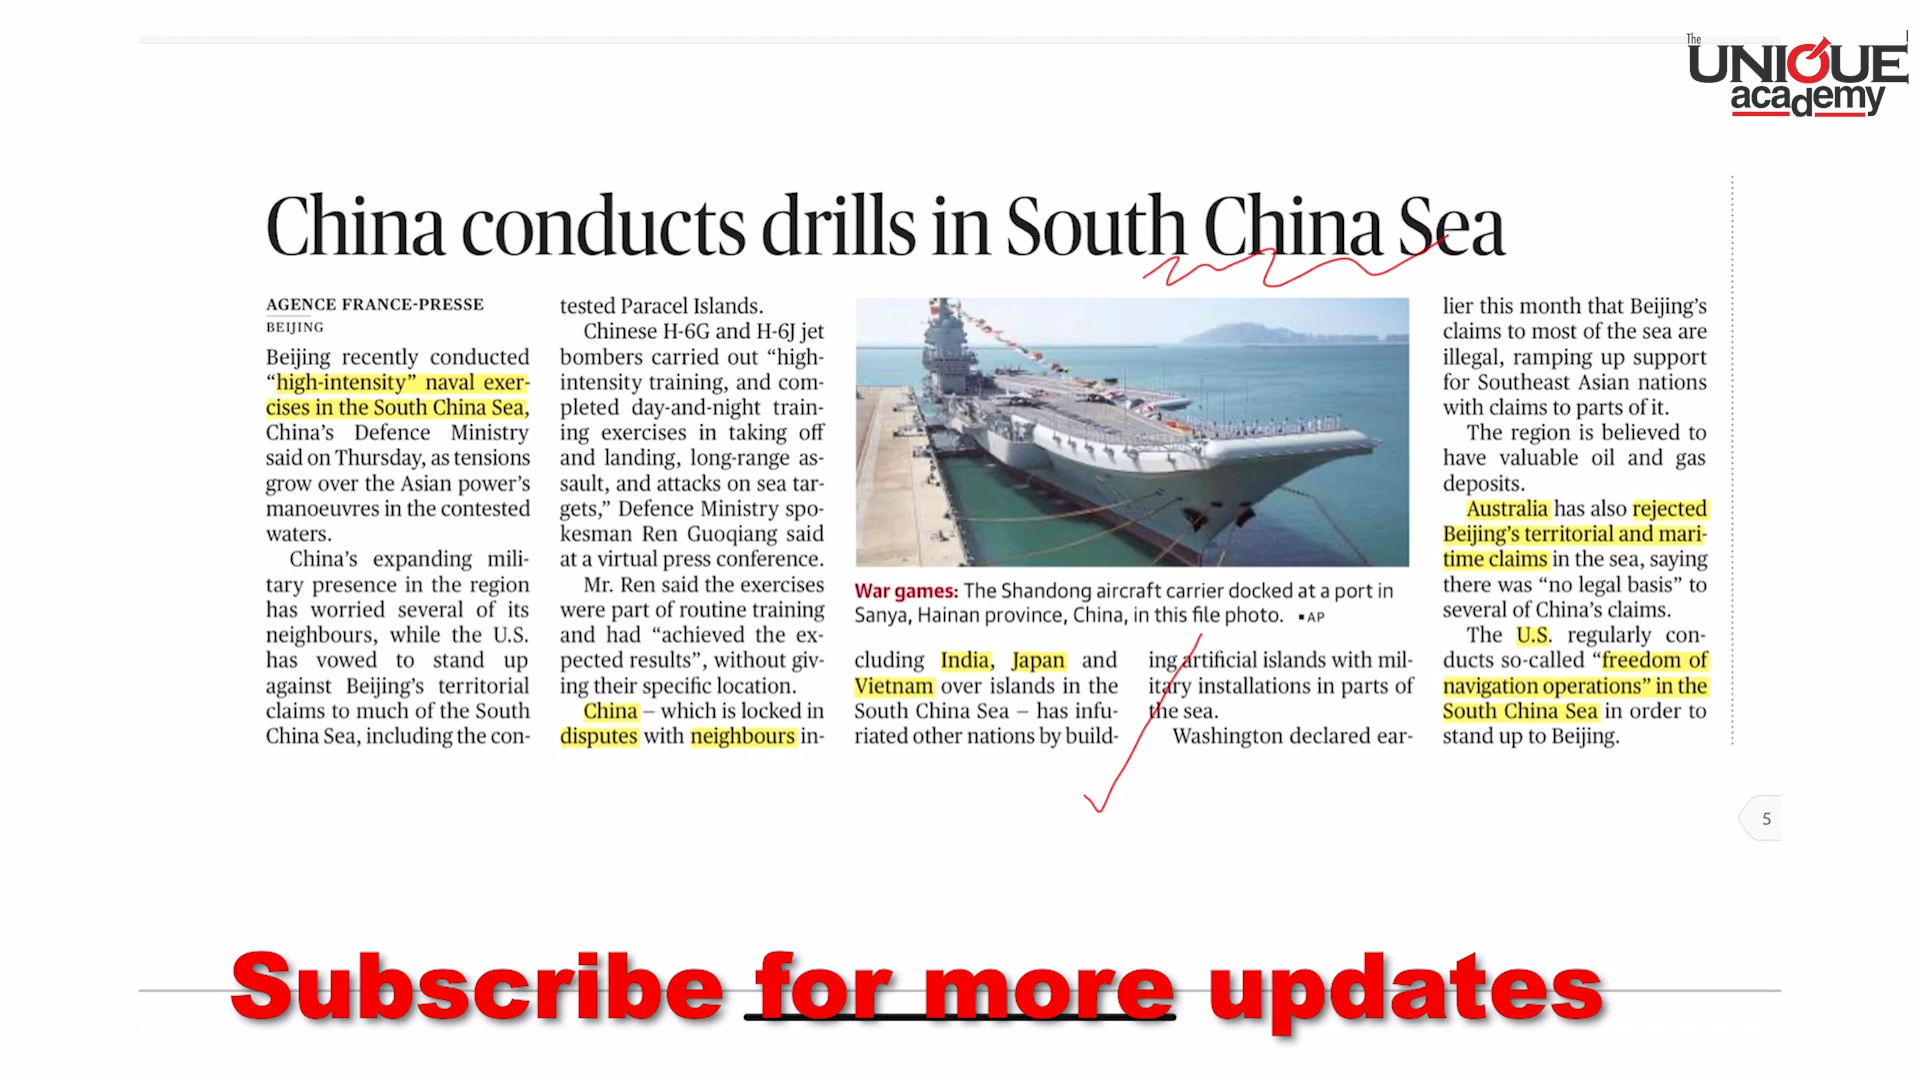 The
UNIQUE
academy
China conducts drills in South China Sea
AGENCE FRANCE-PRESSE
BEIJING
Beijing recently conducted
“high-intensity” naval exer-
cises in the South China Sea,
China’s Defence Ministry
said on Thursday, as tensions
grow over the Asian power’s
manoeuvres in the contested
waters.
China’s expanding mili-
tary presence in the region
has worried several of its
neighbours, while the U.S.
has vowed to stand up
against Beijing’s territorial
claims to much of the South
China Sea, including the con-
tested Paracel Islands.
Chinese H-6G and H-6J jet
bombers carried out “high-
intensity training, and com-
pleted day-and-night train-
ing exercises in taking off
and landing, long-range as-
sault, and attacks on sea tar-
gets,” Defence Ministry spo-
kesman Ren Guoqiang said
at a virtual press conference.
Mr. Ren said the exercises
were part of routine training
and had “achieved the ex-
pected results”, without giv-
ing their specific location.
China – which is locked in
disputes with neighbours in-
War games: The Shandong aircraft carrier docked at a port in
Sanya, Hainan province, China, in this file photo. ▪AP
cluding India, Japan and
Vietnam over islands in the
South China Sea – has infu-
riated other nations by build-
ing artificial islands with mil-
itary installations in parts of
the sea.
Washington declared ear-
lier this month that Beijing’s
claims to most of the sea are
illegal, ramping up support
for Southeast Asian nations
with claims to parts of it.
The region is believed to
have valuable oil and gas
deposits.
Australia has also rejected
Beijing’s territorial and mari-
time claims in the sea, saying
there was “no legal basis” to
several of China’s claims.
The U.S. regularly con-
ducts so-called “freedom of
navigation operations” in the
South China Sea in order to
stand up to Beijing.
5
Subscribe for more updates